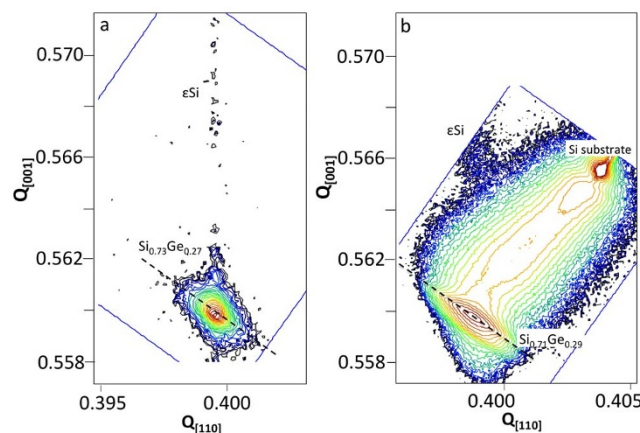 a
0.570
εSi
0.566
Q[001]
0.562
Si0.73Ge0.27
0.558
0.395
0.400
Q[110]
b
0.570
εSi
Si substrate
0.566
Q[001]
0.562
Si0.71Ge0.29
0.558
0.400
0.405
Q[110]